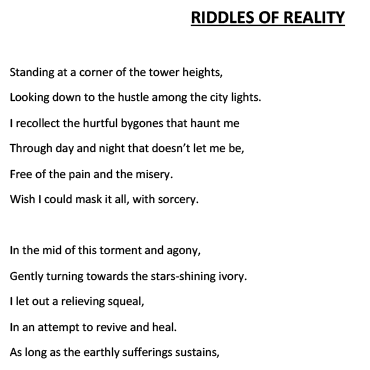 RIDDLES OF REALITY
Standing at a corner of the tower heights,
Looking down to the hustle among the city lights.
I recollect the hurtful bygones that haunt me
Through day and night that doesn't let me be,
Free of the pain and the misery.
Wish I could mask it all, with sorcery.
In the mid of this torment and agony,
Gently turning towards the stars-shining ivory.
I let out a relieving squeal,
In an attempt to revive and heal.
As long as the earthly sufferings sustains,